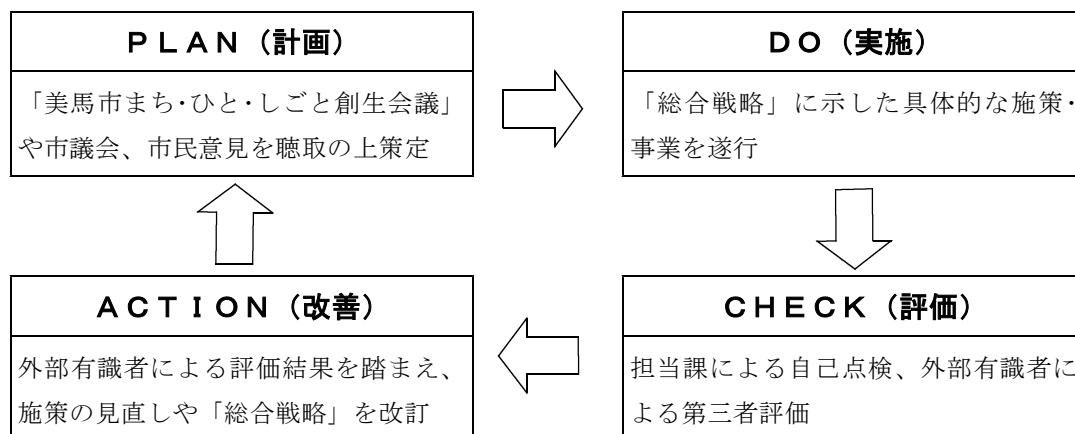 ＰＬＡＮ（計画）
「美馬市まち・ひと・しごと創生会議」
や市議会、市民意見を聴取の上策定
ＤＯ（実施）
「総合戦略」に示した具体的な施策・
事業を遂行
ＡＣＴＩＯＮ（改善）
外部有識者による評価結果を踏まえ、
施策の見直しや「総合戦略」を改訂
ＣＨＥＣＫ（評価）
担当課による自己点検、外部有識者に
よる第三者評価